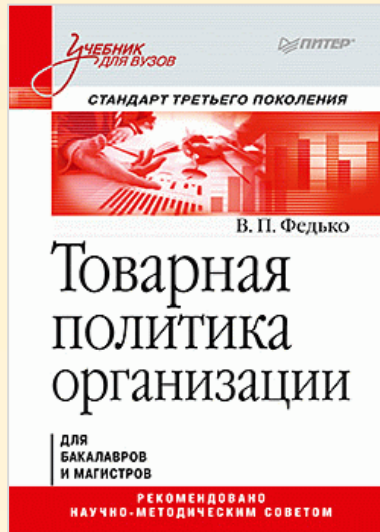 УЧЕБНИК
ДЛЯ ВУЗОВ
ПИТЕР®
СТАНДАРТ ТРЕТЬЕГО ПОКОЛЕНИЯ
В. П. Федько
Товарная
политика
организации
ДЛЯ
БАКАЛАВРОВ
И МАГИСТРОВ
РЕКОМЕНДОВАНО
НАУЧНО-МЕТОДИЧЕСКИМ СОВЕТОМ